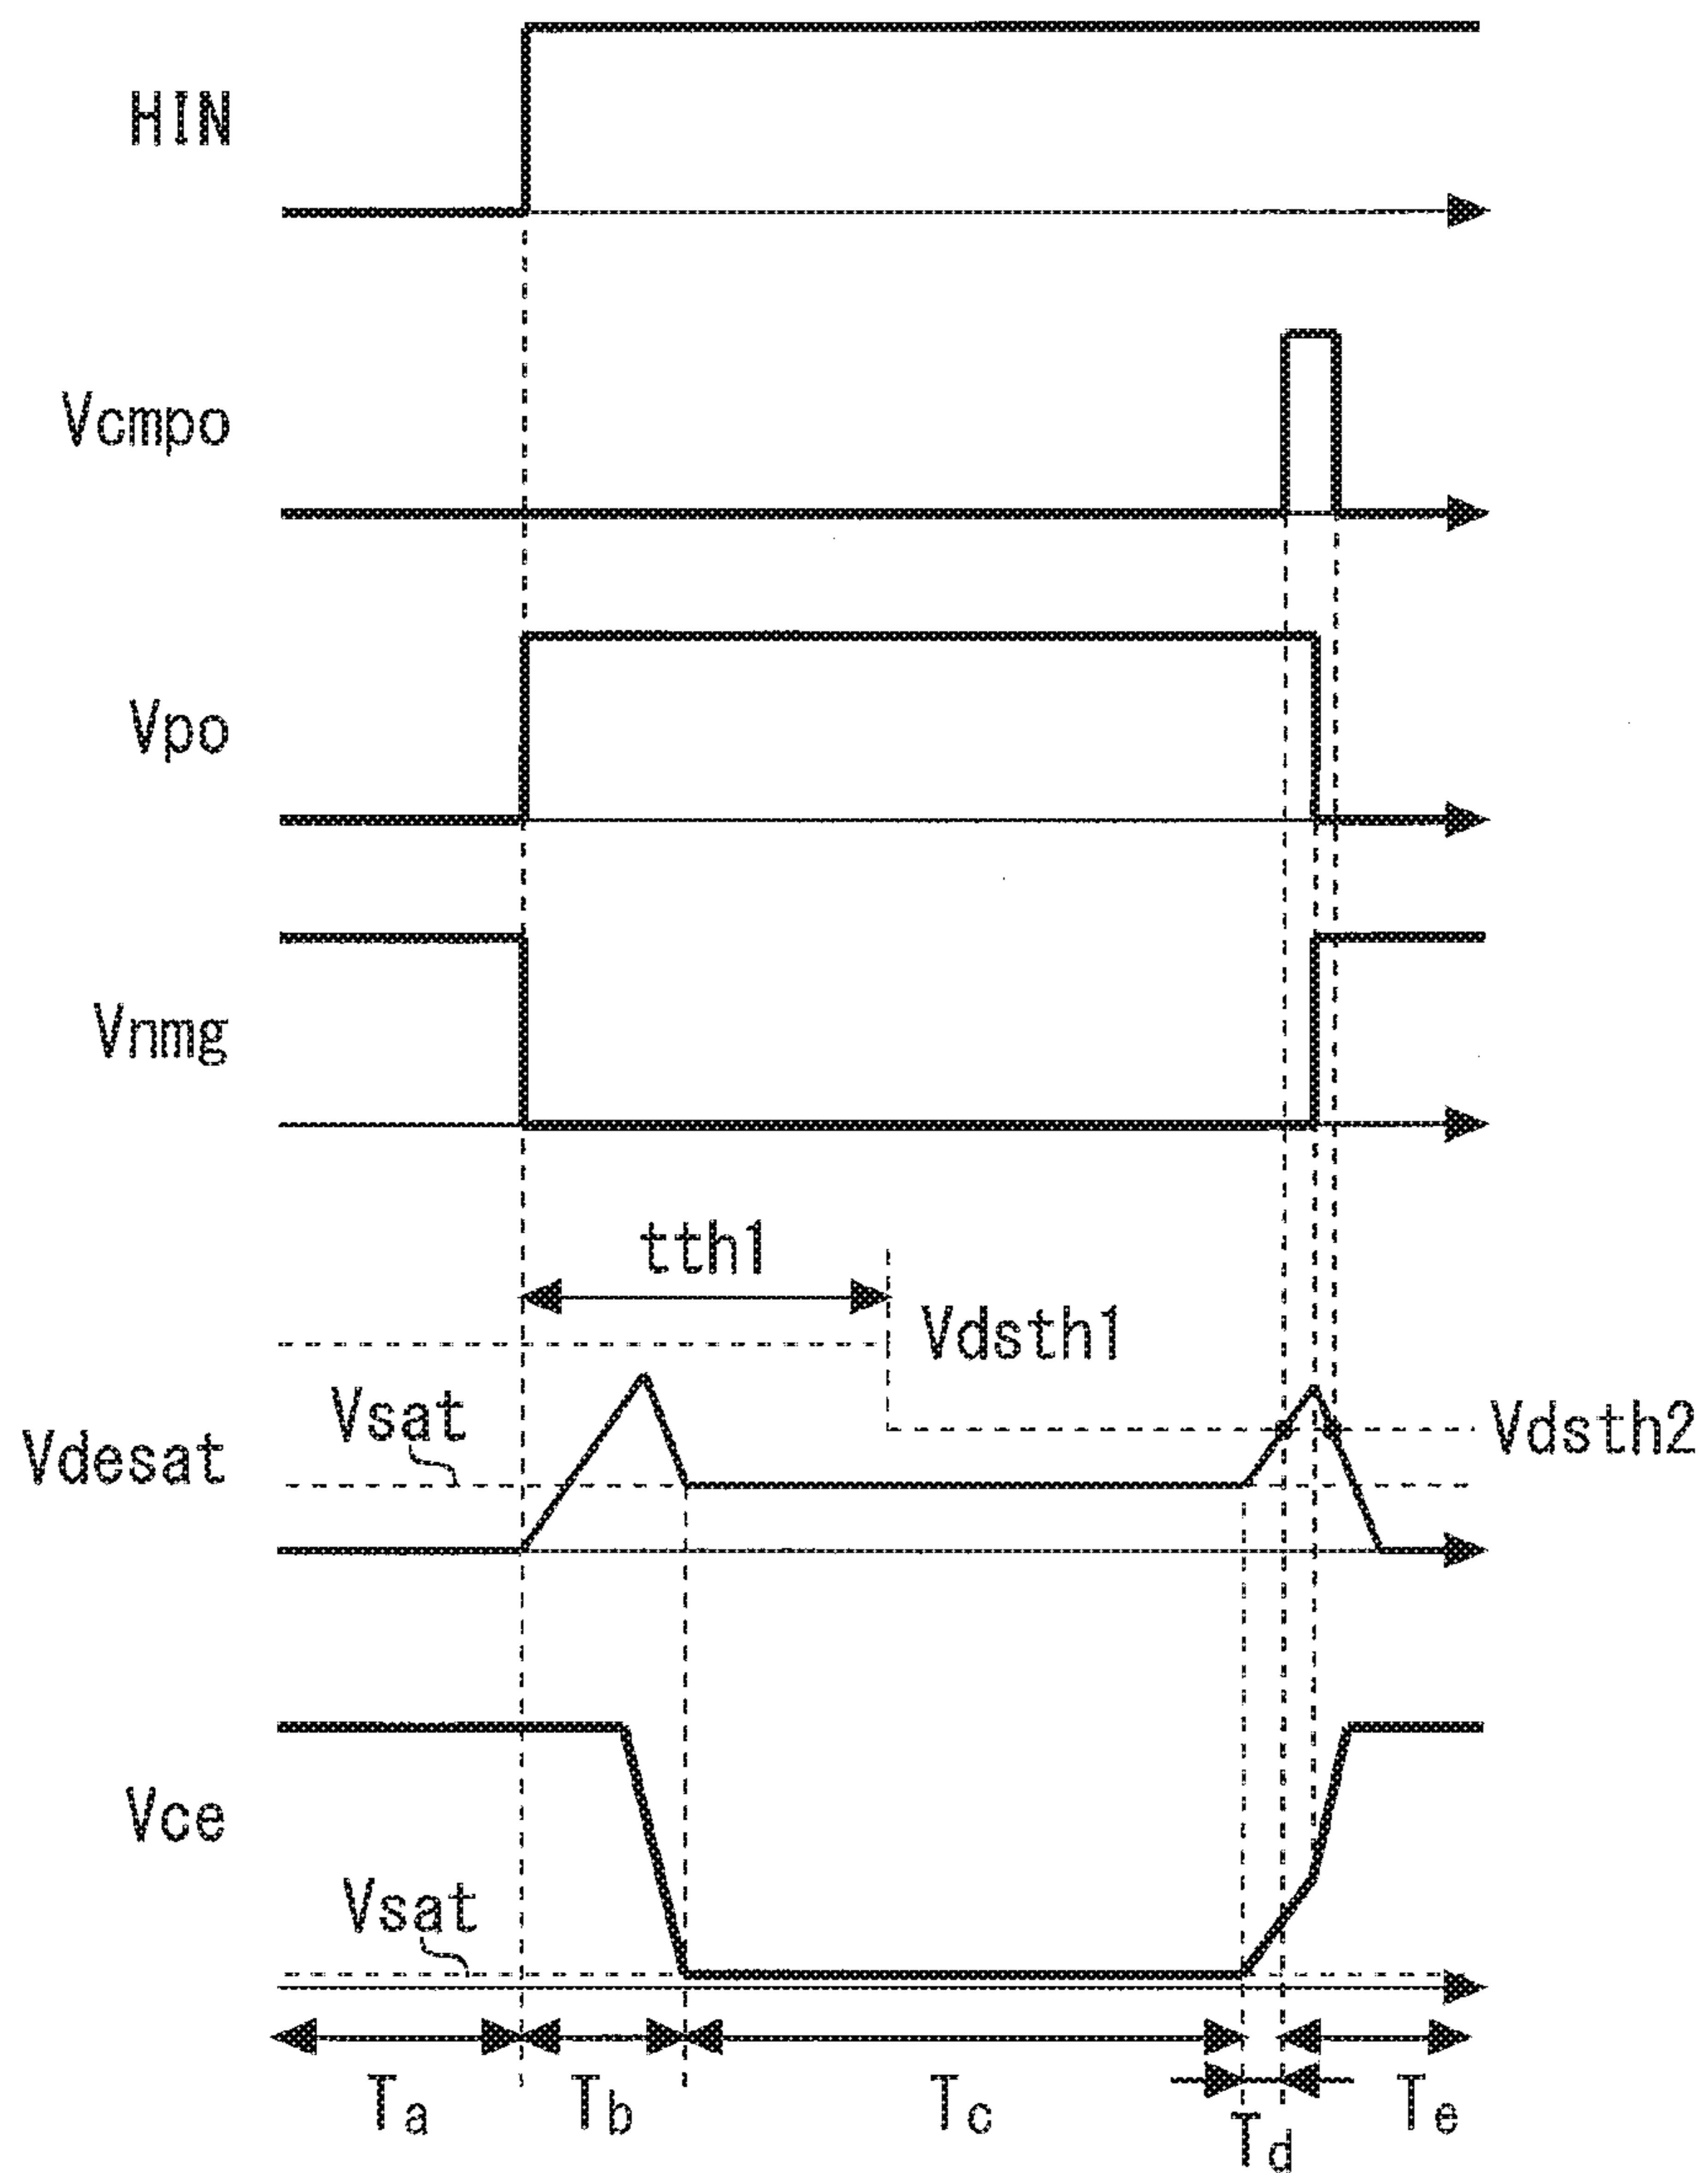 HIN
Vcmpo
Vpo
Vnmg
tth1
Vdsth1
Vsat
Vdsth2
Vdesat
Vce
Vsat
Ta Tb Tc Td Te